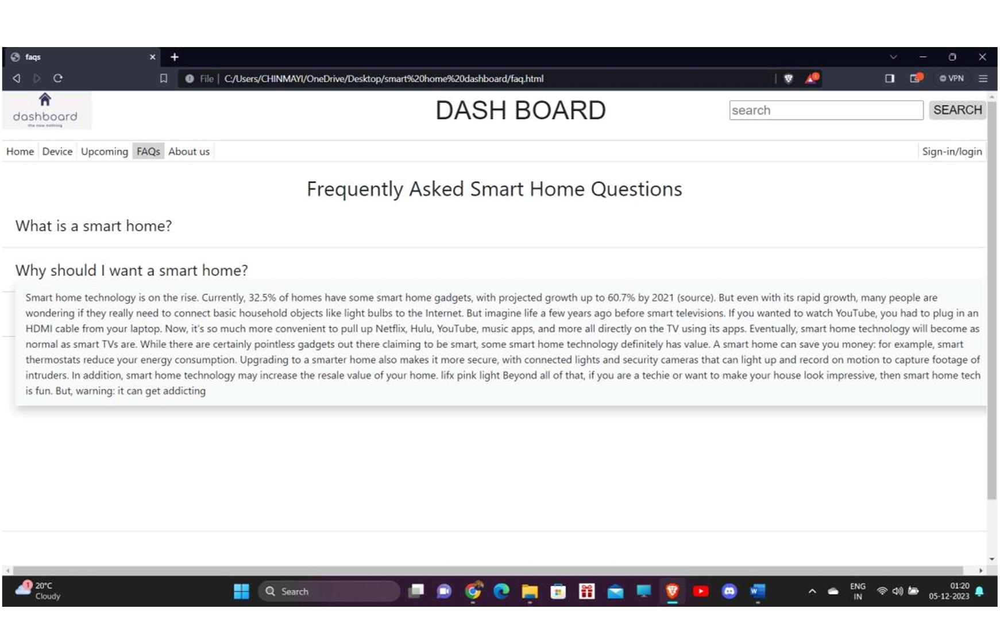 faqs
File | C:/Users/CHINMAYI/OneDrive/Desktop/smart%20home%20dashboard/faq.html
VPN
dashboard
the new nothing
DASH BOARD
search
SEARCH
Home Device Upcoming FAQs About us
Sign-in/login
Frequently Asked Smart Home Questions
What is a smart home?
Why should I want a smart home?
Smart home technology is on the rise. Currently, 32.5% of homes have some smart home gadgets, with projected growth up to 60.7% by 2021 (source). But even with its rapid growth, many people are
wondering if they really need to connect basic household objects like light bulbs to the Internet. But imagine life a few years ago before smart televisions. If you wanted to watch YouTube, you had to plug in an
HDMI cable from your laptop. Now, it's so much more convenient to pull up Netflix, Hulu, YouTube, music apps, and more all directly on the TV using its apps. Eventually, smart home technology will become as
normal as smart TVs are. While there are certainly pointless gadgets out there claiming to be smart, some smart home technology definitely has value. A smart home can save you money: for example, smart
thermostats reduce your energy consumption. Upgrading to a smarter home also makes it more secure, with connected lights and security cameras that can light up and record on motion to capture footage of
intruders. In addition, smart home technology may increase the resale value of your home. lifx pink light Beyond all of that, if you are a techie or want to make your house look impressive, then smart home tech
is fun. But, warning: it can get addicting
1
20°C
Cloudy
Search
ENG
IN
01:20
05-12-2023